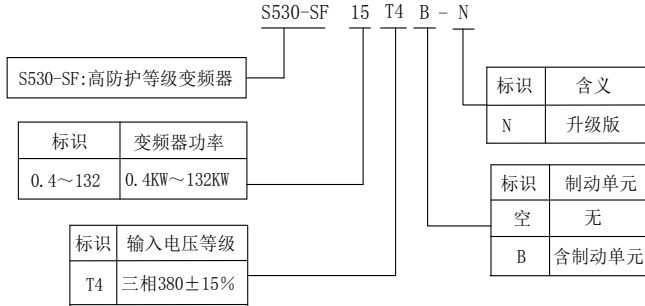 S530-SF 15 T4 B - N
S530-SF:高防护等级变频器
标识 含义
N 升级版
标识 变频器功率
0.4～132 0.4KW～132KW
标识 制动单元
空 无
B 含制动单元
标识 输入电压等级
T4 三相380±15%